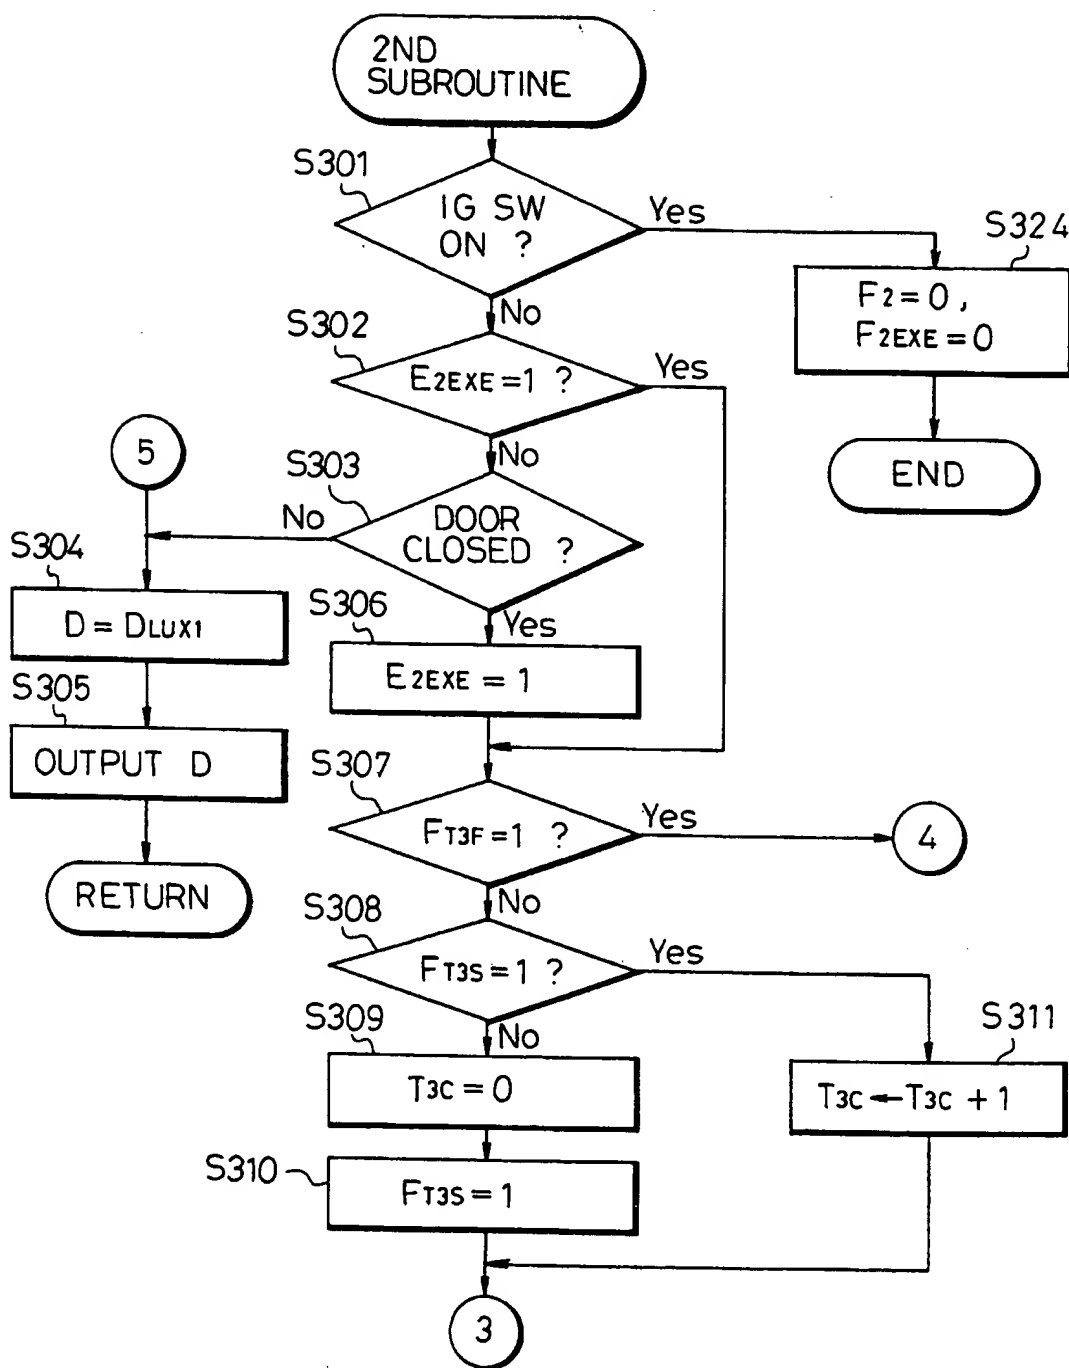 2ND
SUBROUTINE
S301
IG SW
ON ?
Yes
No
S324
F2=0,
F2EXE=0
END
S302
E2EXE=1 ?
Yes
No
5
S303
DOOR
CLOSED ?
No
Yes
S304
D=DLUX1
S305
OUTPUT D
RETURN
S306
E2EXE=1
S307
FT3F=1 ?
Yes
4
No
S308
FT3S=1 ?
Yes
No
S309
T3C=0
S311
T3C←T3C+1
S310
FT3S=1
3